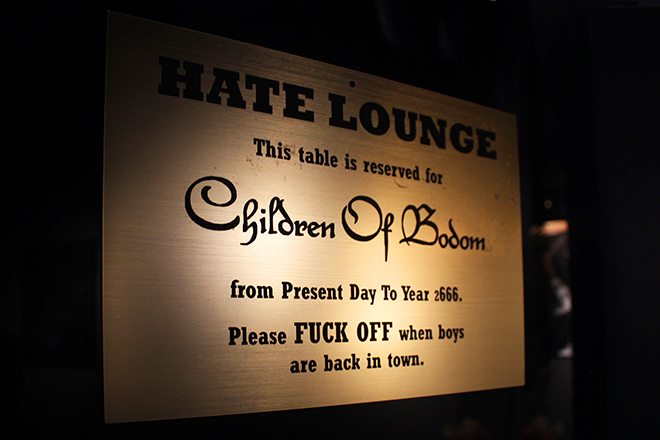 HATE LOUNGE
This table is reserved for
Children Of Bodom
from Present Day To Year 2666.
Please FUCK OFF when boys
are back in town.